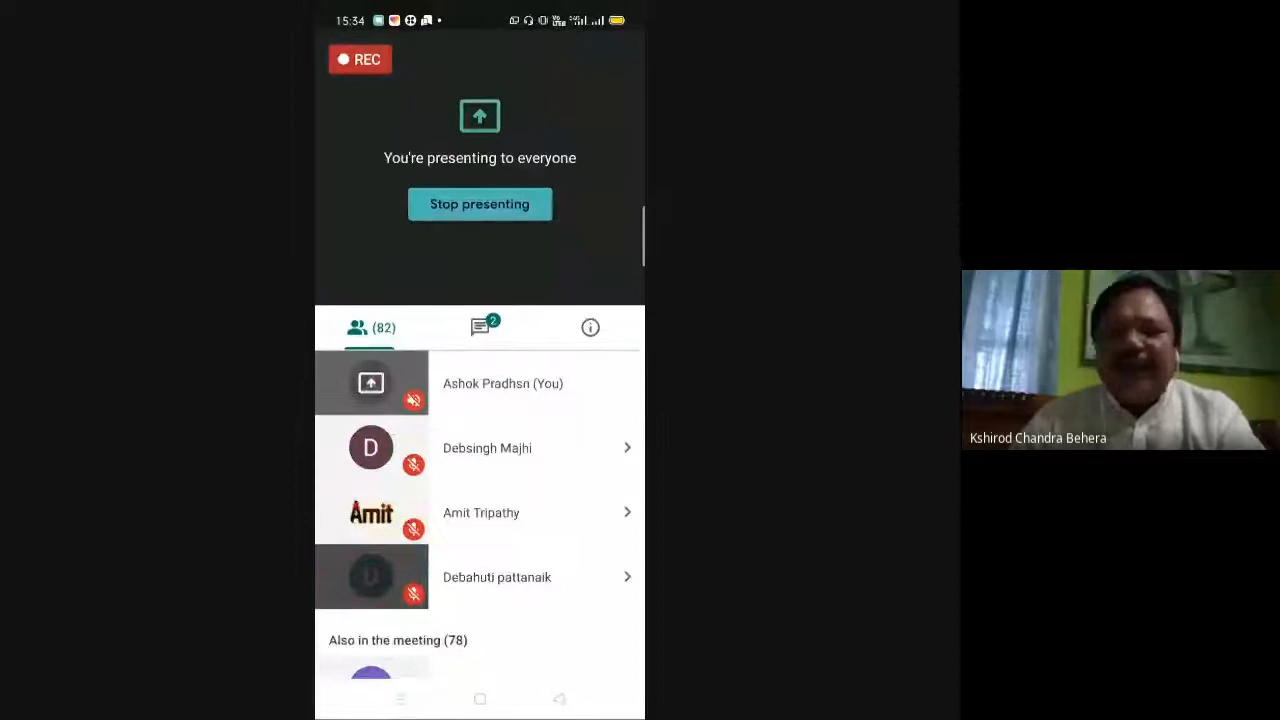 15:34
REC
You're presenting to everyone
Stop presenting
(82)
2
Ashok Pradhsn (You)
D
Debsingh Majhi
Amit
Amit Tripathy
D
Debahuti pattanaik
Also in the meeting (78)
Kshirod Chandra Behera